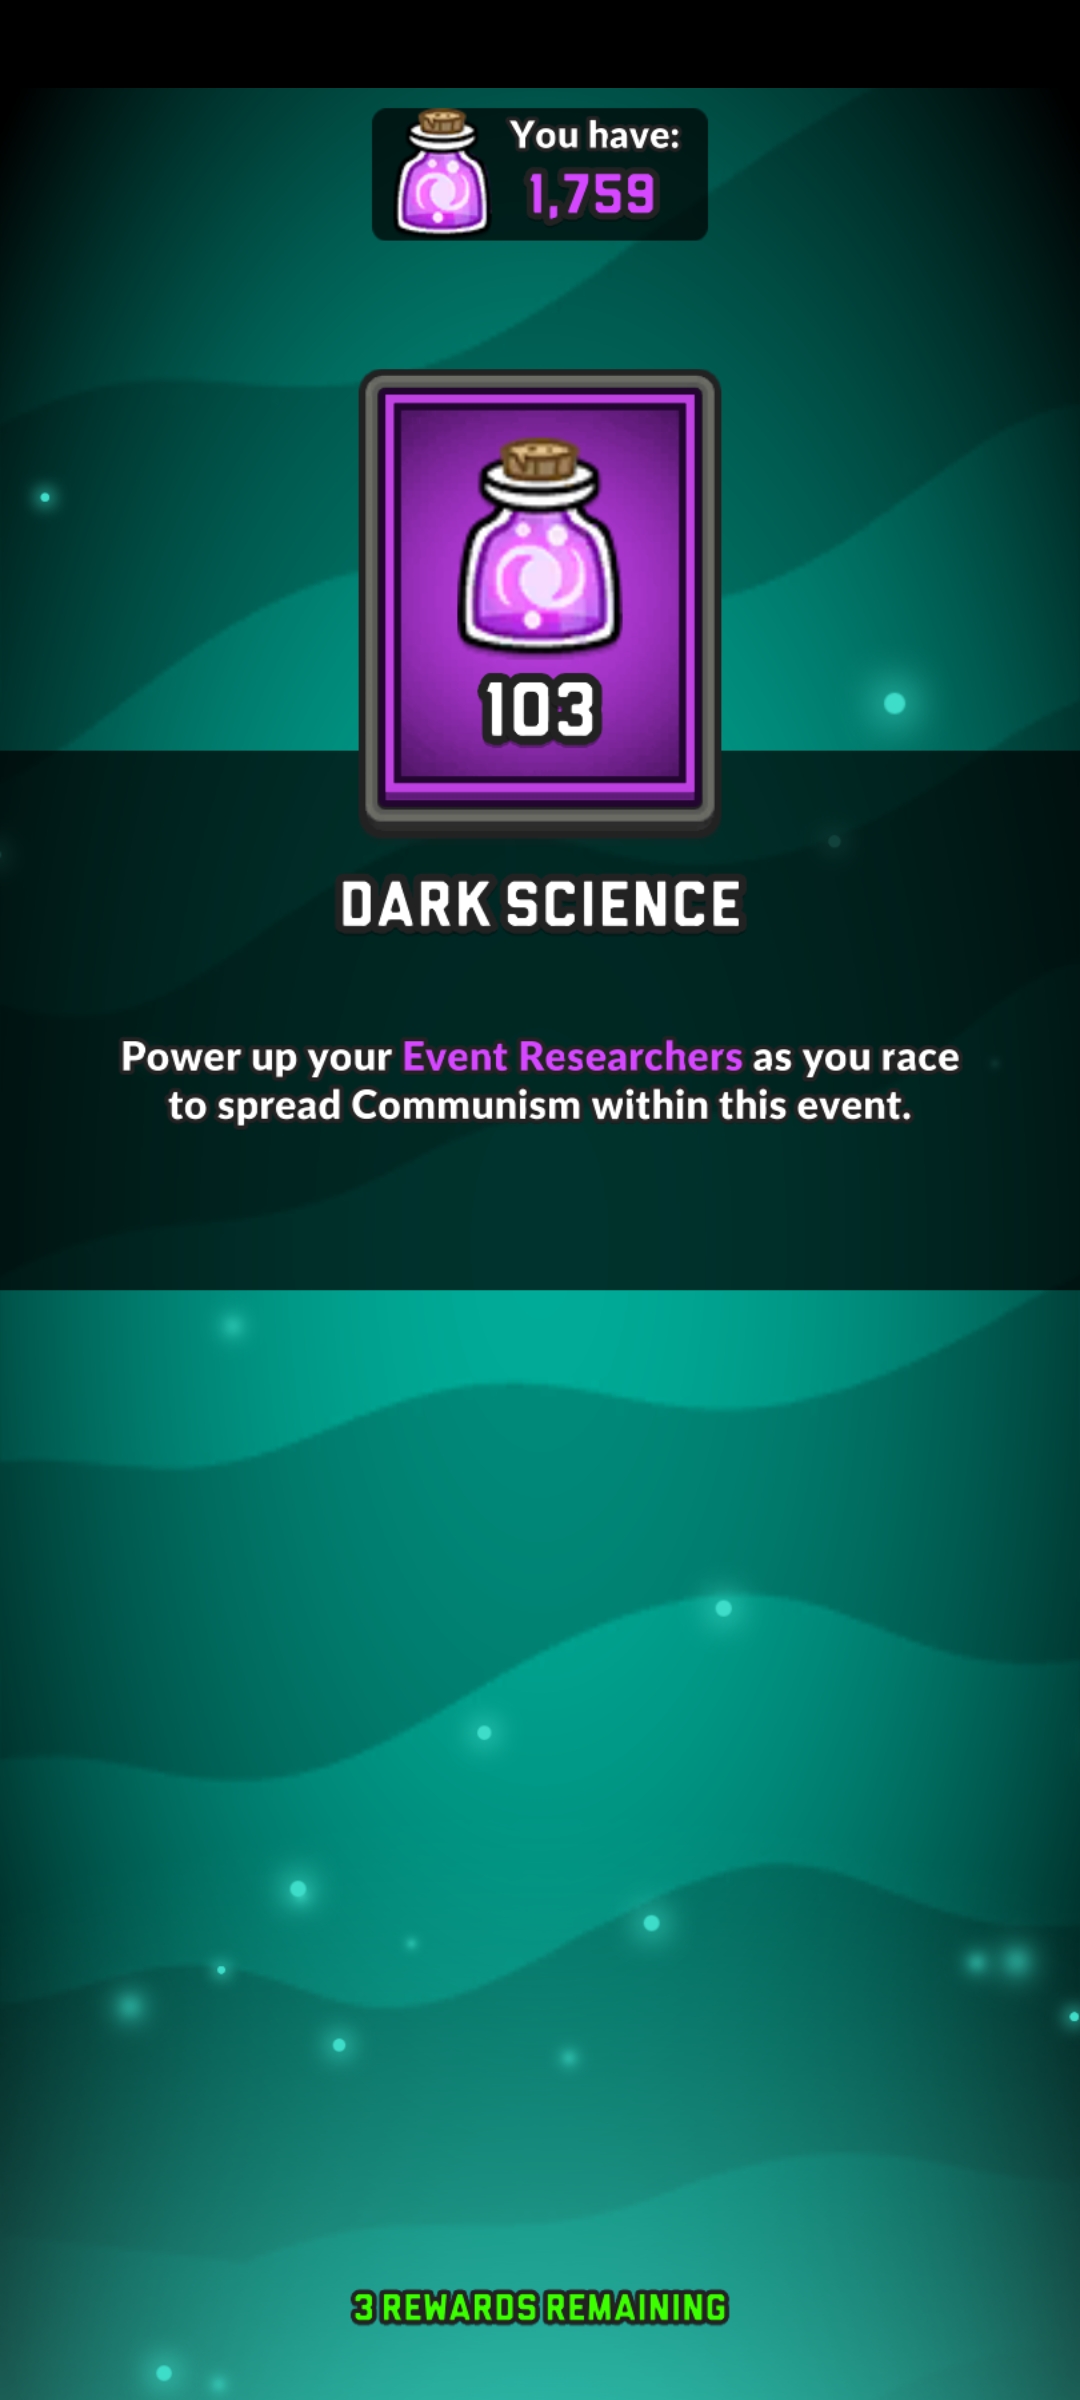 You have:
1,759
103
DARK SCIENCE
Power up your Event Researchers as you race
to spread Communism within this event.
3 REWARDS REMAINING